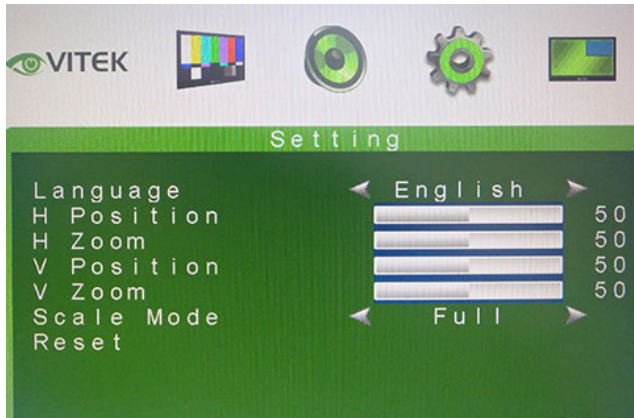 VITEK
Setting
Language English
H Position 50
H Zoom 50
V Position 50
V Zoom 50
Scale Mode Full
Reset